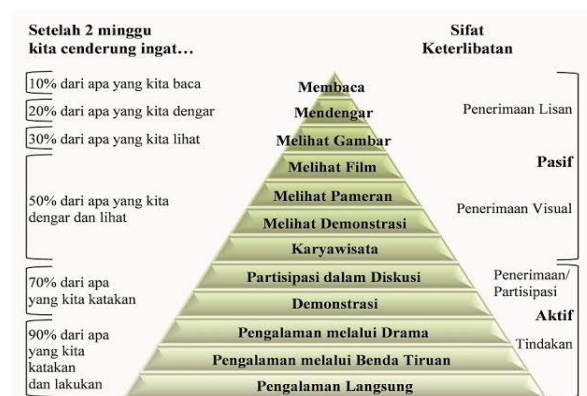 Setelah 2 minggu
kita cenderung ingat...
Sifat
Keterlibatan
10% dari apa yang kita baca
20% dari apa yang kita dengar
30% dari apa yang kita lihat
50% dari apa yang kita
dengar dan lihat
70% dari apa
yang kita katakan
90% dari apa
yang kita
katakan
dan lakukan
Membaca
Mendengar
Melihat Gambar
Melihat Film
Melihat Pameran
Melihat Demonstrasi
Karyawisata
Partisipasi dalam Diskusi
Demonstrasi
Pengalaman melalui Drama
Pengalaman melalui Benda Tiruan
Pengalaman Langsung
Penerimaan Lisan
Pasif
Penerimaan Visual
Penerimaan/
Partisipasi
Aktif
Tindakan